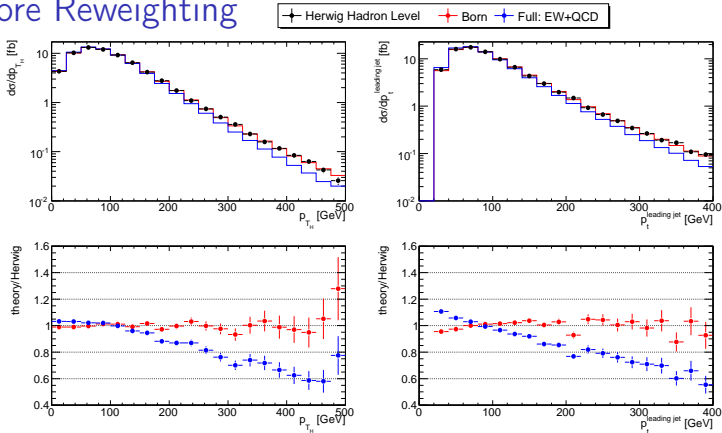 ore Reweighting
Herwig Hadron Level Born Full: EW+QCD
dσ/dp_{T_H} [fb]
10
1
10^{-1}
10^{-2}
0 100 200 300 400 500
p_{T_H} [GeV]
dσ/dp_t^{leading jet} [fb]
10
1
10^{-1}
10^{-2}
0 100 200 300 400
p_t^{leading jet} [GeV]
theory/Herwig
1.6
1.4
1.2
1
0.8
0.6
0.4
0 100 200 300 400 500
p_{T_H} [GeV]
theory/Herwig
1.6
1.4
1.2
1
0.8
0.6
0.4
0 100 200 300 400
p_t^{leading jet} [GeV]